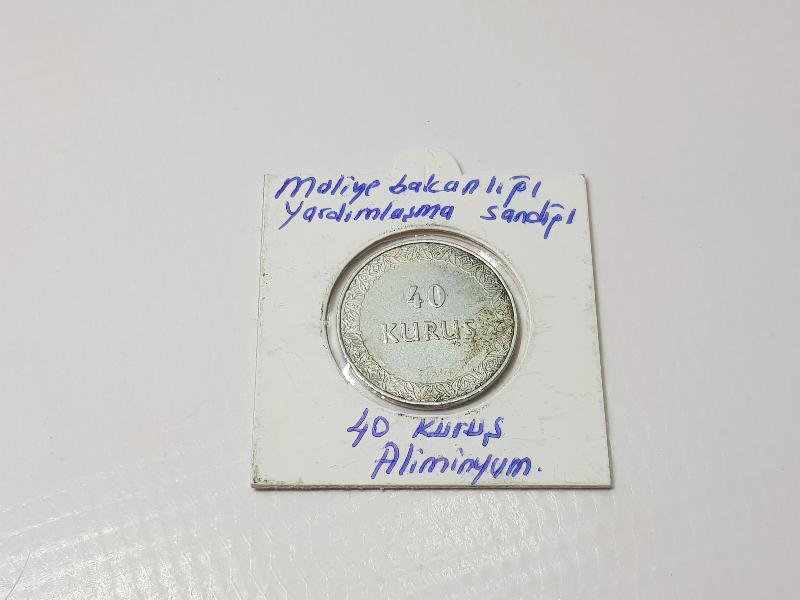 Maliye bakanlığı
Yardımlaşma sandığı
40
KURUŞ
40 Kuruş
Aliminyum.